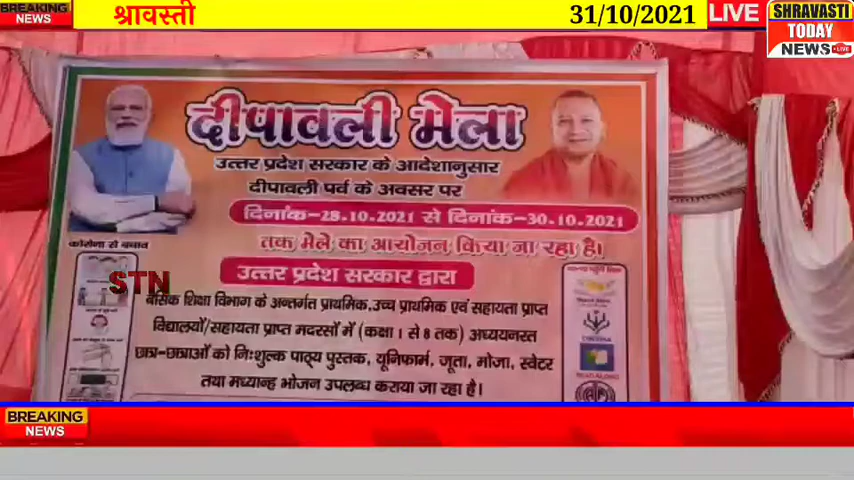 BREAKING
NEWS
श्रावस्ती
31/10/2021
LIVE
SHRAVASTI
TODAY
NEWS LIVE
दीपावली मेला
उत्तर प्रदेश सरकार के आदेशानुसार
दीपावली पर्व के अवसर पर
दिनांक-28.10.2021 से दिनांक-30.10.2021
तक मेले का आयोजन किया जा रहा है।
कोरोना से बचाव
उत्तर प्रदेश सरकार द्वारा
STN
बेसिक शिक्षा विभाग के अन्तर्गत प्राथमिक,उच्च प्राथमिक एवं सहायता प्राप्त
विद्यालयों/सहायता प्राप्त मदरसों में (कक्षा 1 से 8 तक) अध्ययनरत
छात्र-छात्राओं को निःशुल्क पाठ्य पुस्तक, यूनिफार्म, जूता, मोजा, स्वेटर
तथा मध्यान्ह भोजन उपलब्ध कराया जा रहा है।
READ ALONG
BREAKING
NEWS